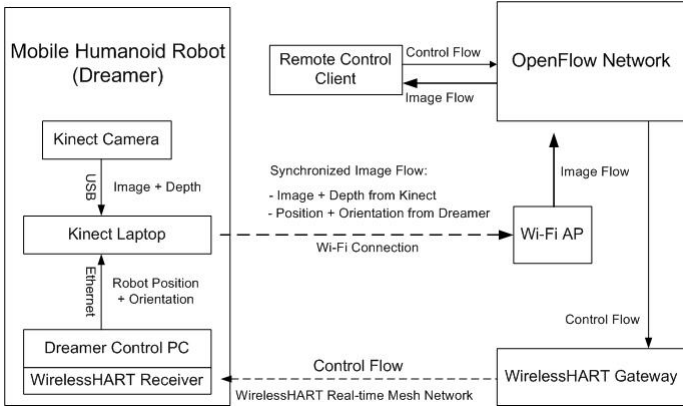 Mobile Humanoid Robot
(Dreamer)
Kinect Camera
USB
Image + Depth
Kinect Laptop
Ethernet
Robot Position
+ Orientation
Dreamer Control PC
WirelessHART Receiver
Remote Control
Client
Control Flow
Image Flow
OpenFlow Network
Synchronized Image Flow:
- Image + Depth from Kinect
- Position + Orientation from Dreamer
Wi-Fi Connection
Image Flow
Wi-Fi AP
Control Flow
Control Flow
WirelessHART Real-time Mesh Network
WirelessHART Gateway